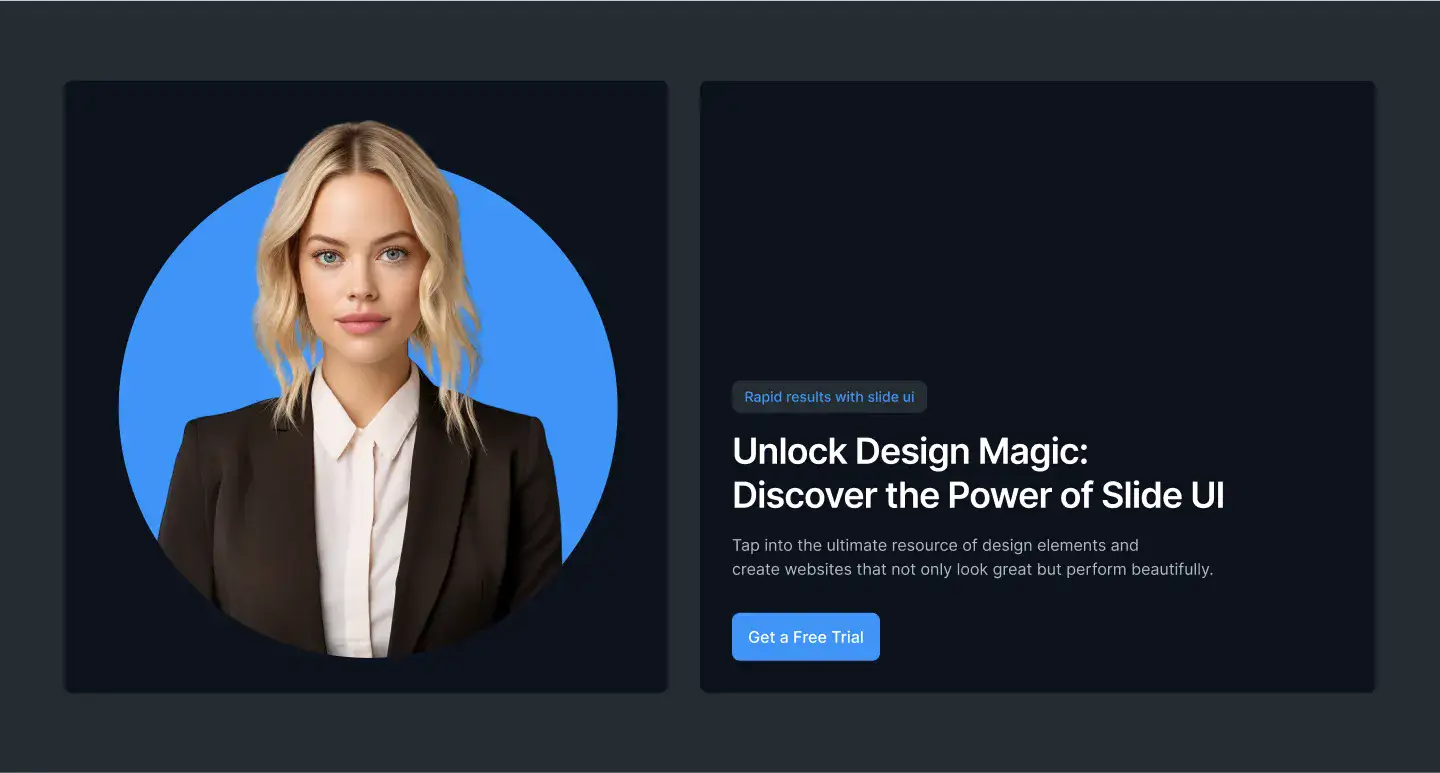 Rapid results with slide ui
Unlock Design Magic:
Discover the Power of Slide UI
Tap into the ultimate resource of design elements and
create websites that not only look great but perform beautifully.
Get a Free Trial